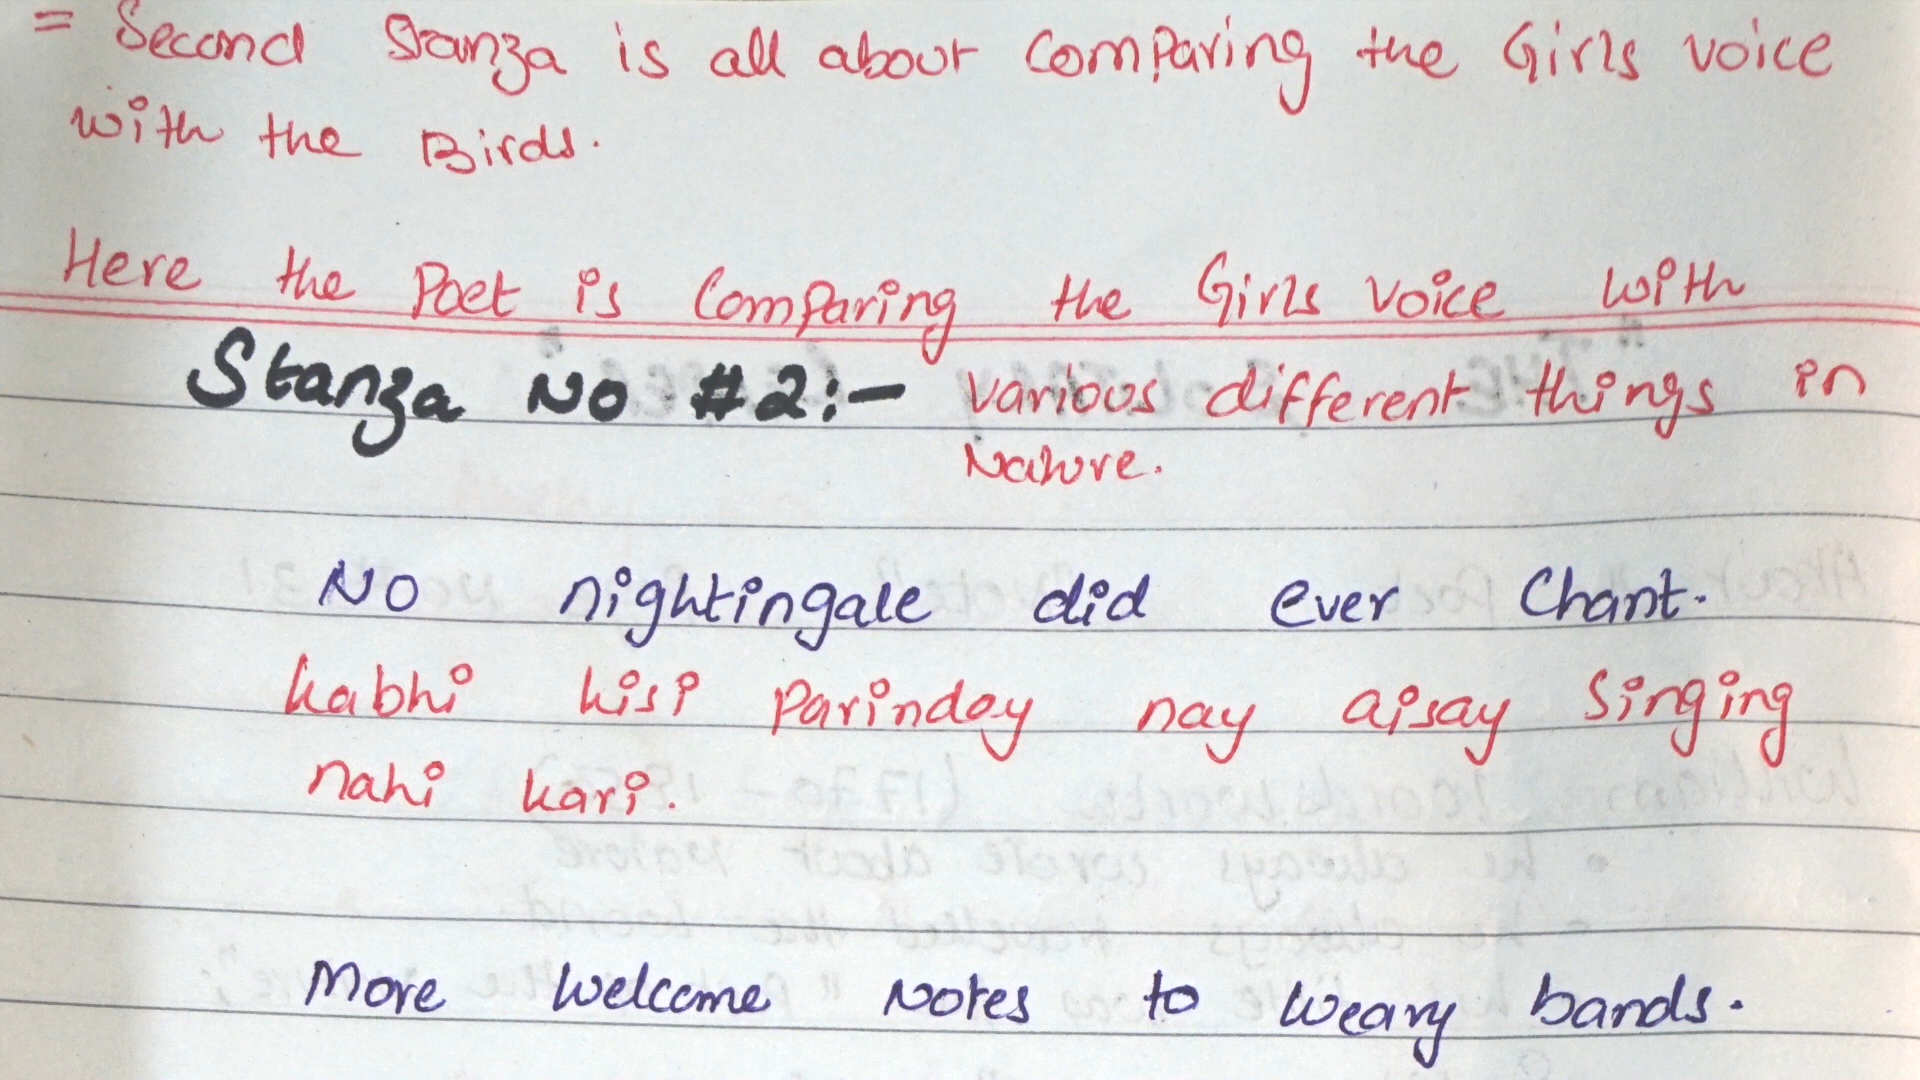 = Second Stanza is all about Comparing the Girls voice
with the Birds.
Here the Poet is Comparing the Girls voice with
Stanza No #2:- various different things in
Nature.
No nightingale did ever Chant.
kabhi kisi Parinday nay aisay Singing
nahi kari.
More welcome Notes to weary bands.